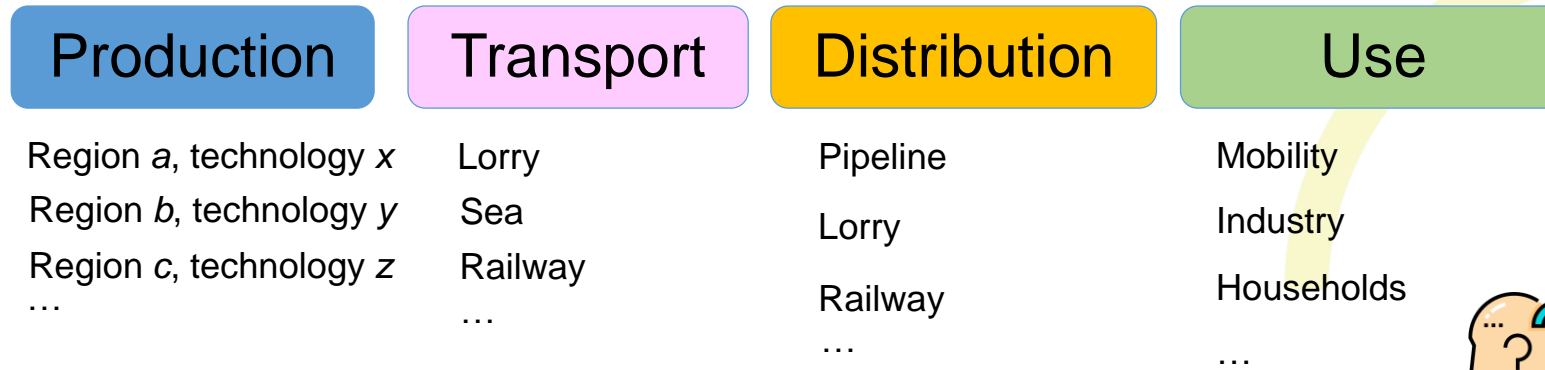 Production
Region a, technology x
Region b, technology y
Region c, technology z
…
Transport
Lorry
Sea
Railway
…
Distribution
Pipeline
Lorry
Railway
…
Use
Mobility
Industry
Households
…
...